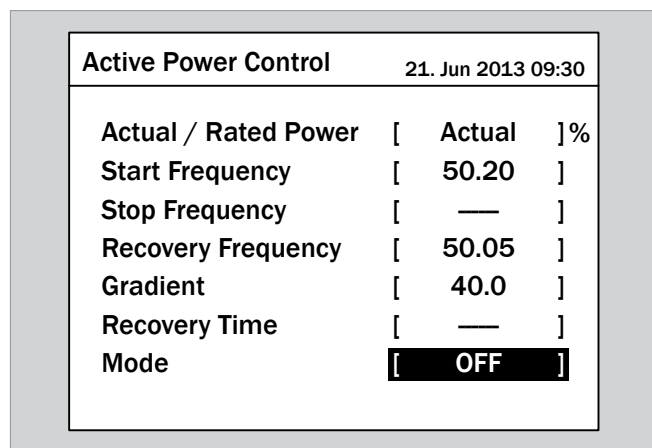 Active Power Control 21. Jun 2013 09:30
Actual / Rated Power [ Actual ]%
Start Frequency [ 50.20 ]
Stop Frequency [ — ]
Recovery Frequency [ 50.05 ]
Gradient [ 40.0 ]
Recovery Time [ — ]
Mode [ OFF ]